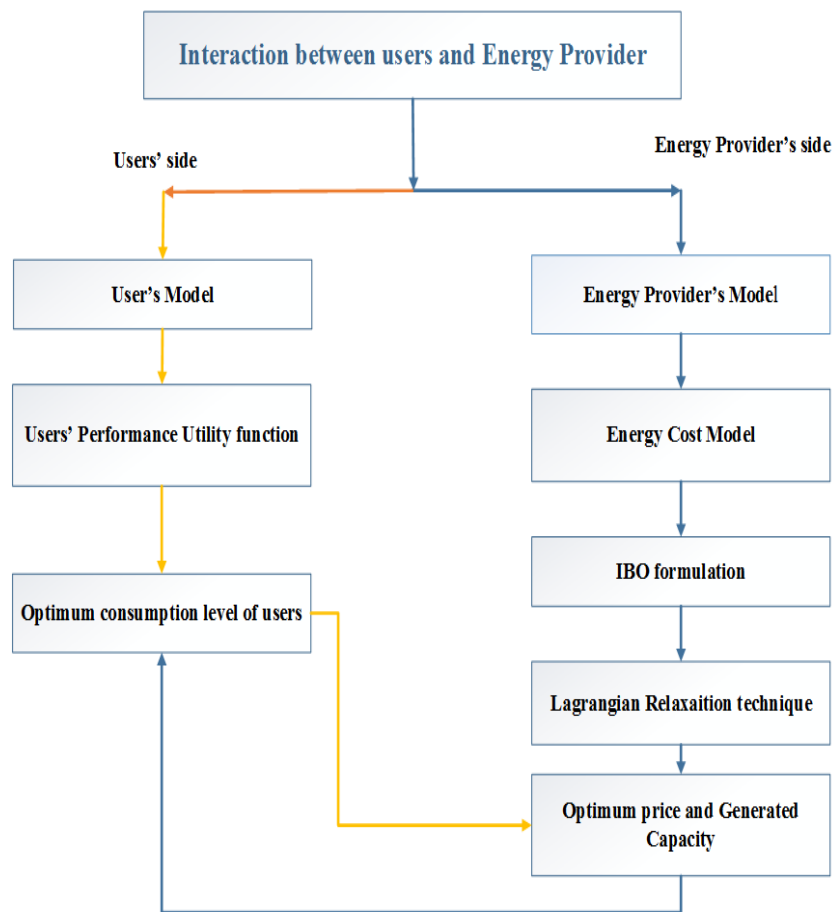 Interaction between users and Energy Provider
Users' side
Energy Provider's side
User's Model
Energy Provider's Model
Users' Performance Utility function
Energy Cost Model
IBO formulation
Optimum consumption level of users
Lagrangian Relaxaition technique
Optimum price and Generated
Capacity